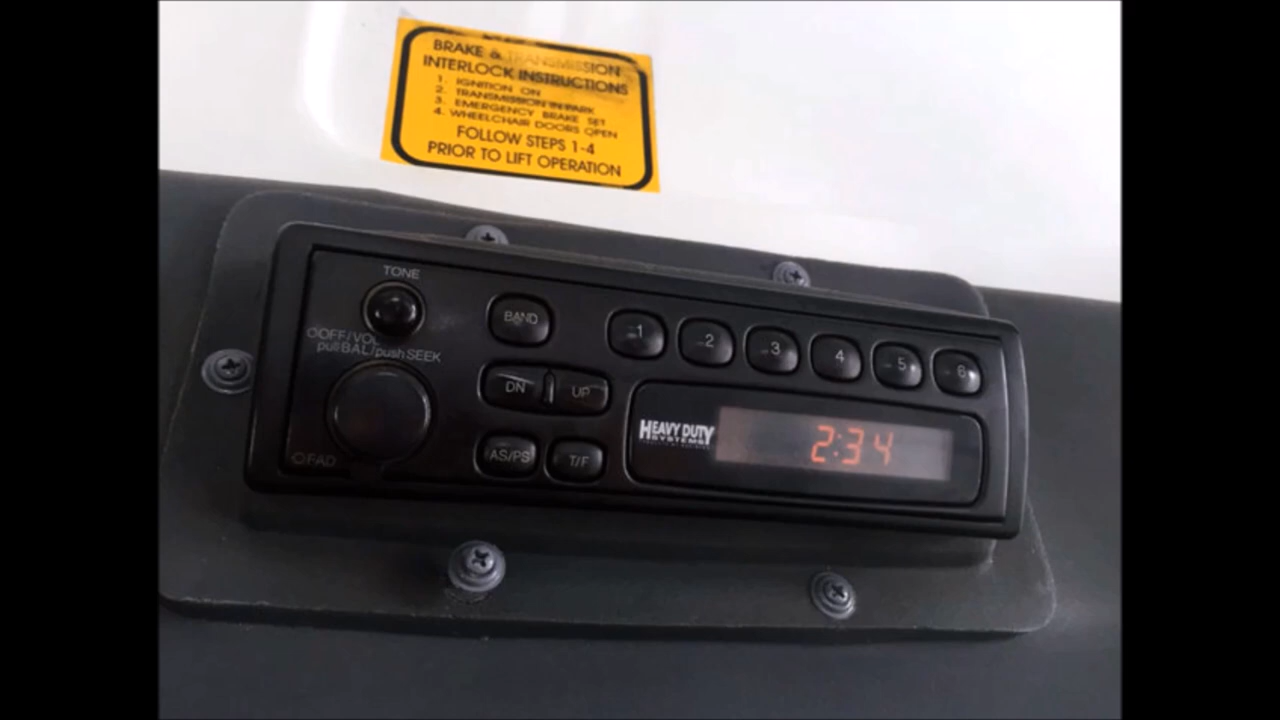 BRAKE & TRANSMISSION
INTERLOCK INSTRUCTIONS
1. IGNITION ON
2. TRANSMISSION IN PARK
3. EMERGENCY BRAKE SET
4. WHEELCHAIR DOORS OPEN
FOLLOW STEPS 1-4
PRIOR TO LIFT OPERATION
TONE
OFF/VOL
pull BAL/push SEEK
FAD
BAND
1 2 3 4 5 6
DN UP
AS/PS T/F
HEAVY DUTY
SYSTEMS
2:34